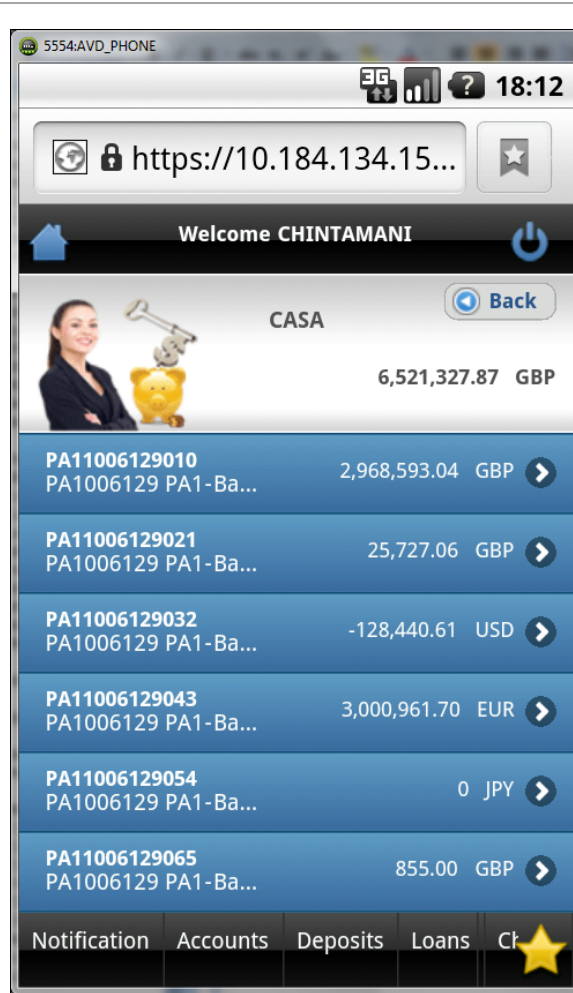 5554:AVD_PHONE
3G ? 18:12
https://10.184.134.15...
Welcome CHINTAMANI
Back
CASA
6,521,327.87 GBP
PA11006129010
2,968,593.04 GBP
PA1006129 PA1-Ba...
PA11006129021
25,727.06 GBP
PA1006129 PA1-Ba...
PA11006129032
-128,440.61 USD
PA1006129 PA1-Ba...
PA11006129043
3,000,961.70 EUR
PA1006129 PA1-Ba...
PA11006129054
0 JPY
PA1006129 PA1-Ba...
PA11006129065
855.00 GBP
PA1006129 PA1-Ba...
Notification Accounts Deposits Loans